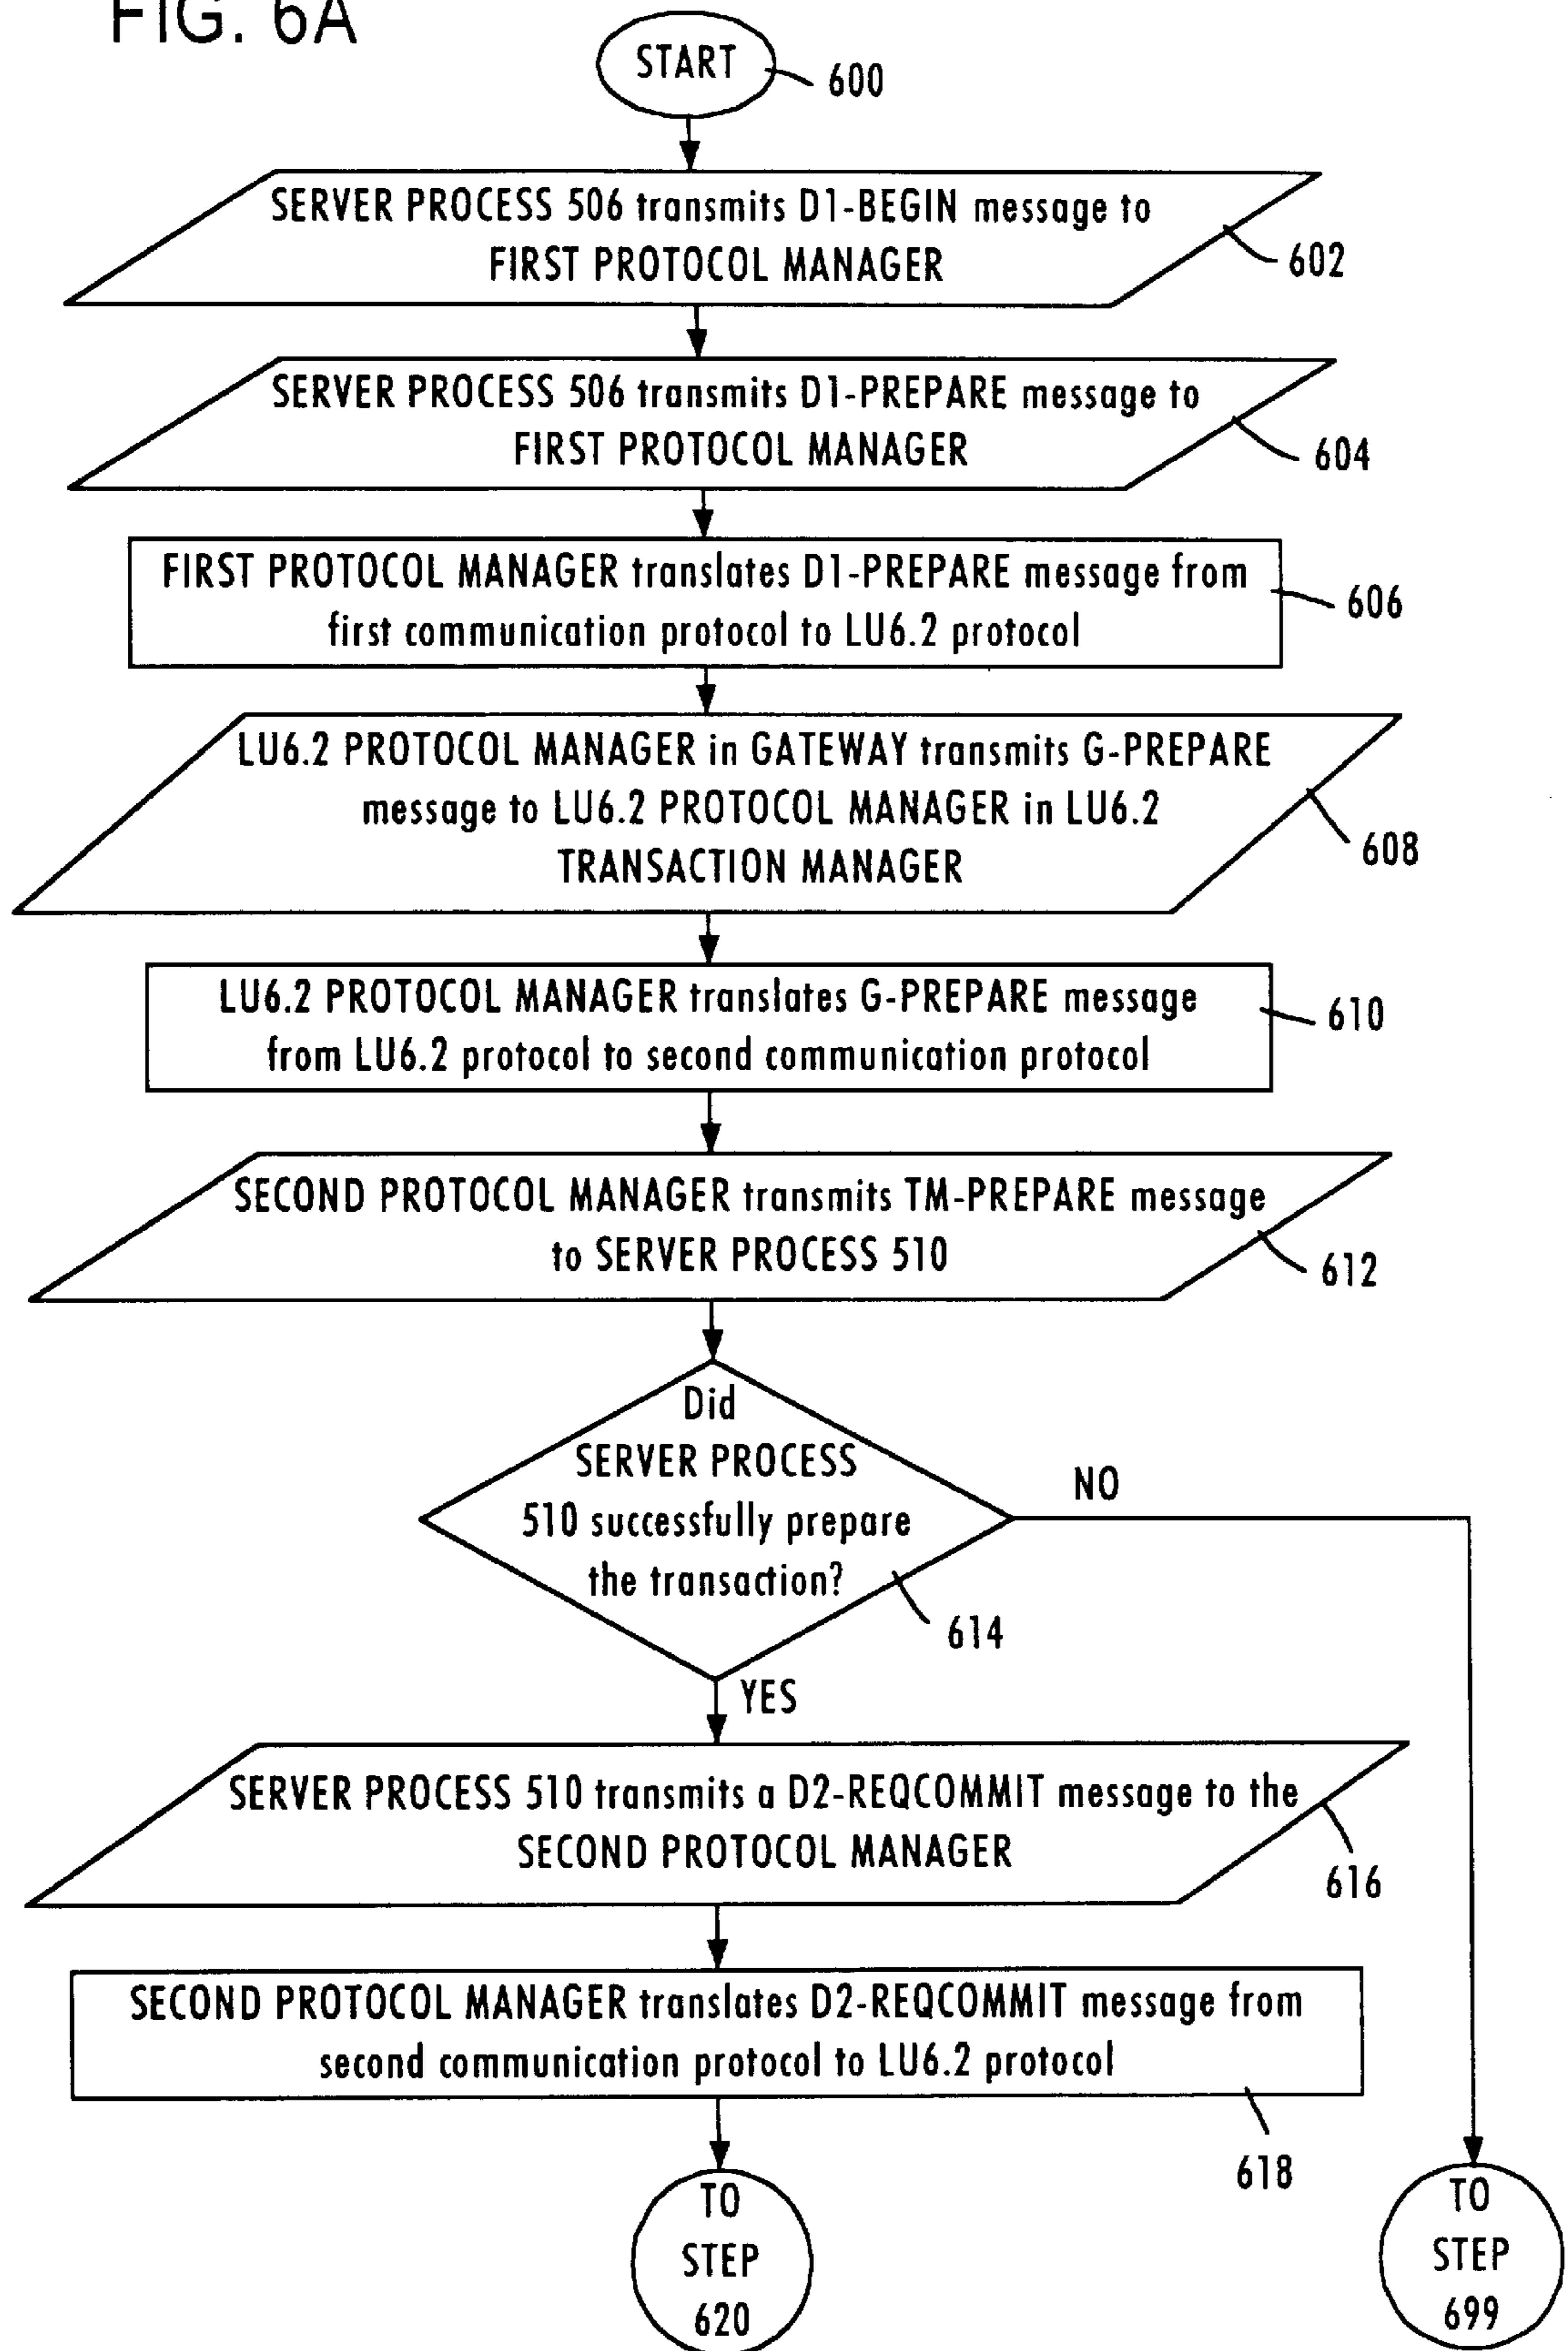 FIG. 6A
START
600
SERVER PROCESS 506 transmits D1-BEGIN message to
FIRST PROTOCOL MANAGER
602
SERVER PROCESS 506 transmits D1-PREPARE message to
FIRST PROTOCOL MANAGER
604
FIRST PROTOCOL MANAGER translates D1-PREPARE message from
first communication protocol to LU6.2 protocol
606
LU6.2 PROTOCOL MANAGER in GATEWAY transmits G-PREPARE
message to LU6.2 PROTOCOL MANAGER in LU6.2
TRANSACTION MANAGER
608
LU6.2 PROTOCOL MANAGER translates G-PREPARE message
from LU6.2 protocol to second communication protocol
610
SECOND PROTOCOL MANAGER transmits TM-PREPARE message
to SERVER PROCESS 510
612
Did
SERVER PROCESS
510 successfully prepare
the transaction?
614
NO
YES
SERVER PROCESS 510 transmits a D2-REQCOMMIT message to the
SECOND PROTOCOL MANAGER
616
SECOND PROTOCOL MANAGER translates D2-REQCOMMIT message from
second communication protocol to LU6.2 protocol
618
TO
STEP
620
TO
STEP
699